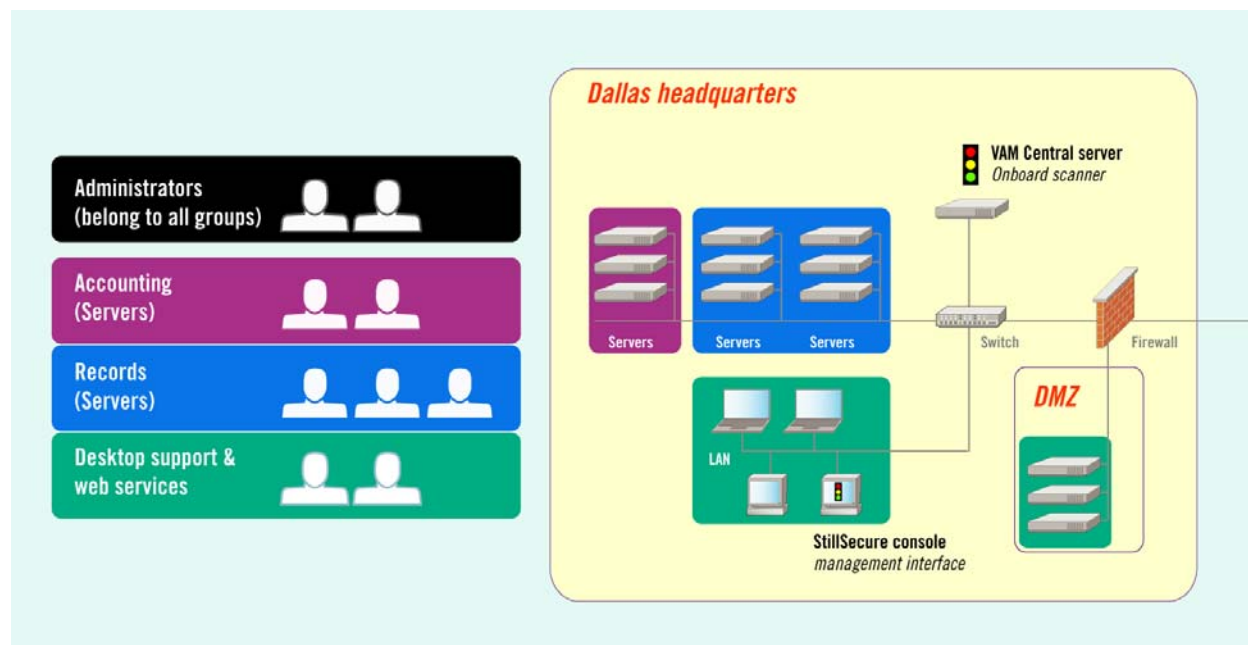 Dallas headquarters
VAM Central server
Onboard scanner
Administrators
(belong to all groups)
Accounting
(Servers)
Records
(Servers)
Desktop support &
web services
Servers
Servers
Servers
Switch
Firewall
DMZ
LAN
StillSecure console
management interface